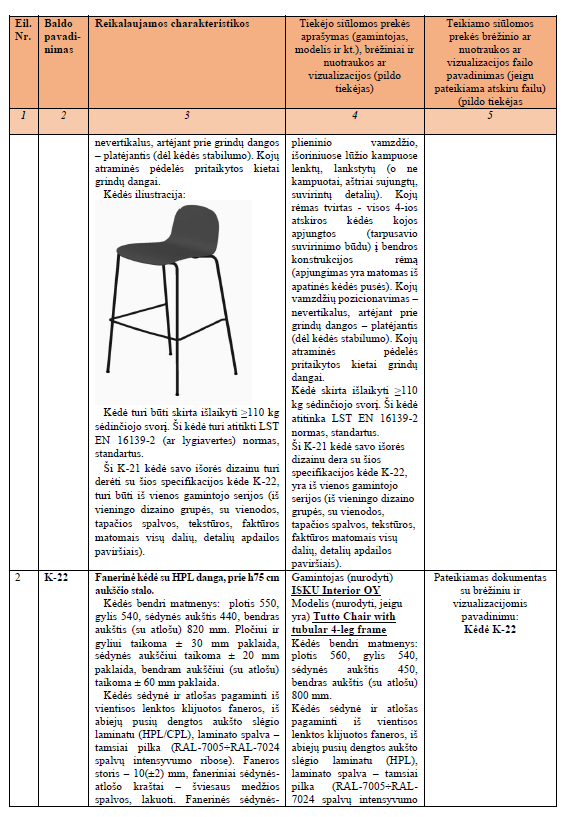 Eil. Nr.
Baldo pavadi-nimas
Reikalaujamos charakteristikos
Tiekėjo siūlomos prekės
aprašymas (gamintojas,
modelis ir kt.), brėžiniai ir
nuotraukos ar
vizualizacijos (pildo
tiekėjas)
Teikiamo siūlomos
prekės brėžinio ar
nuotraukos ar
vizualizacijos failo
pavadinimas (jeigu
pateikiama atskiru failu)
(pildo tiekėjas
1
2
3
4
5
nevertikalus, artėjant prie grindų dangos
– platėjantis (dėl kėdės stabilumo). Kojų
atraminės pėdelės pritaikytos kietai
grindų dangai.
Kėdės iliustracija:
Kėdė turi būti skirta išlaikyti ≥110 kg
sėdinčiojo svorį. Ši kėdė turi atitikti LST
EN 16139-2 (ar lygiavertes) normas,
standartus.
Ši K-21 kėdė savo išorės dizainu turi
derėti su šios specifikacijos kėde K-22,
turi būti iš vienos gamintojo serijos (iš
vieningo dizaino grupės, su vienodos,
tapačios spalvos, tekstūros, faktūros
matomais visų dalių, detalių apdailos
paviršiais).
plieninio vamzdžio,
išoriniuose lūžio kampuose
lenktų, lankstytų (o ne
kampuotai, aštriai sujungtų,
suvirintų detalių). Kojų
rėmas tvirtas - visos 4-ios
atskiros kėdės kojos
apjungtos (tarpusavio
suvirinimo būdu) į bendros
konstrukcijos rėmą
(apjungimas yra matomas iš
apatinės kėdės pusės). Kojų
vamzdžių pozicionavimas –
nevertikalus, artėjant prie
grindų dangos – platėjantis
(dėl kėdės stabilumo). Kojų
atraminės pėdelės
pritaikytos kietai grindų
dangai.
Kėdė skirta išlaikyti ≥110
kg sėdinčiojo svorį. Ši kėdė
atitinka LST EN 16139-2
normas, standartus.
Ši K-21 kėdė savo išorės
dizainu dera su šios
specifikacijos kėde K-22,
yra iš vienos gamintojo
serijos (iš vieningo dizaino
grupės, su vienodos,
tapačios spalvos, tekstūros,
faktūros matomais visų
dalių, detalių apdailos
paviršiais).
2
K-22
Fanerinė kėdė su HPL danga, prie h75 cm
aukščio stalo.
Kėdės bendri matmenys: plotis 550,
gylis 540, sėdynės aukštis 440, bendras
aukštis (su atlošu) 820 mm. Pločiui ir
gyliui taikoma ± 30 mm paklaida,
sėdynės aukščiui taikoma ± 20 mm
paklaida, bendram aukščiui (su atlošu)
taikoma ± 60 mm paklaida.
Kėdės sėdynė ir atlošas pagaminti iš
vientisos lenktos klijuotos faneros, iš
abiejų pusių dengtos aukšto slėgio
laminatu (HPL/CPL), laminato spalva –
tamsiai pilka (RAL-7005÷RAL-7024
spalvų intensyvumo ribose). Faneros
storis – 10(±2) mm, faneriniai sėdynės-
atlošo kraštai – šviesaus medžios
spalvos, lakuoti. Fanerinės sėdynės-
Gamintojas (nurodyti)
ISKU Interior OY
Modelis (nurodyti, jeigu
yra) Tutto Chair with
tubular 4-leg frame
Kėdės bendri matmenys:
plotis 560, gylis 540,
sėdynės aukštis 450,
bendras aukštis (su atlošu)
800 mm.
Kėdės sėdynė ir atlošas
pagaminti iš vientisos
lenktos klijuotos faneros, iš
abiejų pusių dengtos aukšto
slėgio laminatu (HPL),
laminato spalva – tamsiai
pilka (RAL-7005÷RAL-
7024 spalvų intensyvumo
Pateikiamas dokumentas
su brėžiniu ir
vizualizacijomis
pavadinimu:
Kėdė K-22